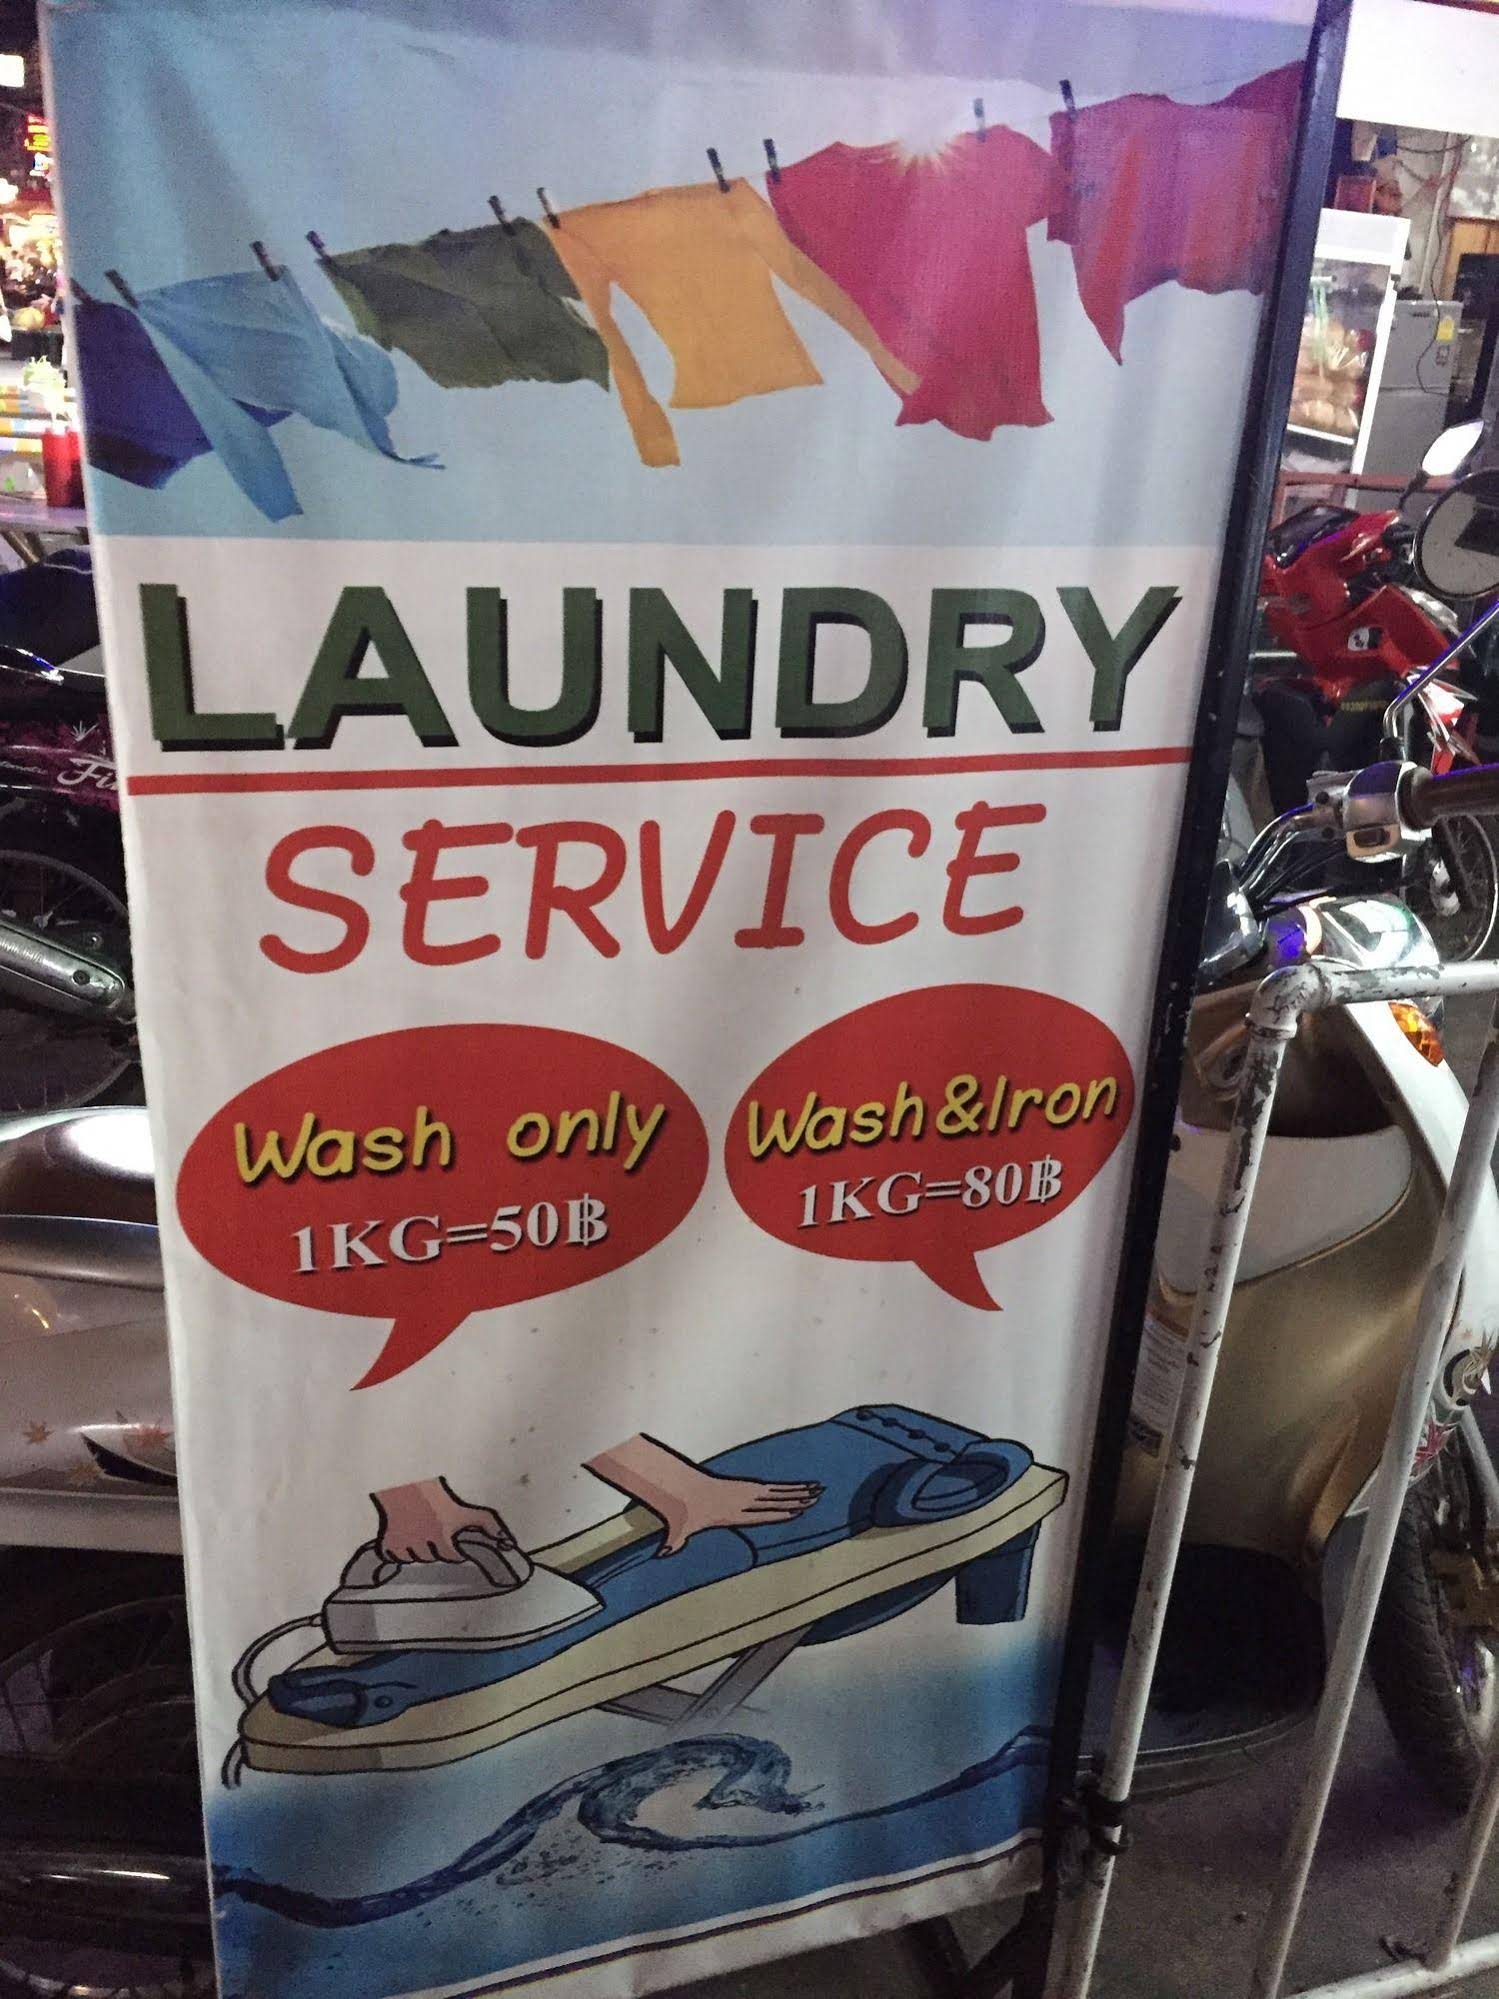 LAUNDRY
SERVICE
Wash only
1KG=50฿
Wash&Iron
1KG=80฿